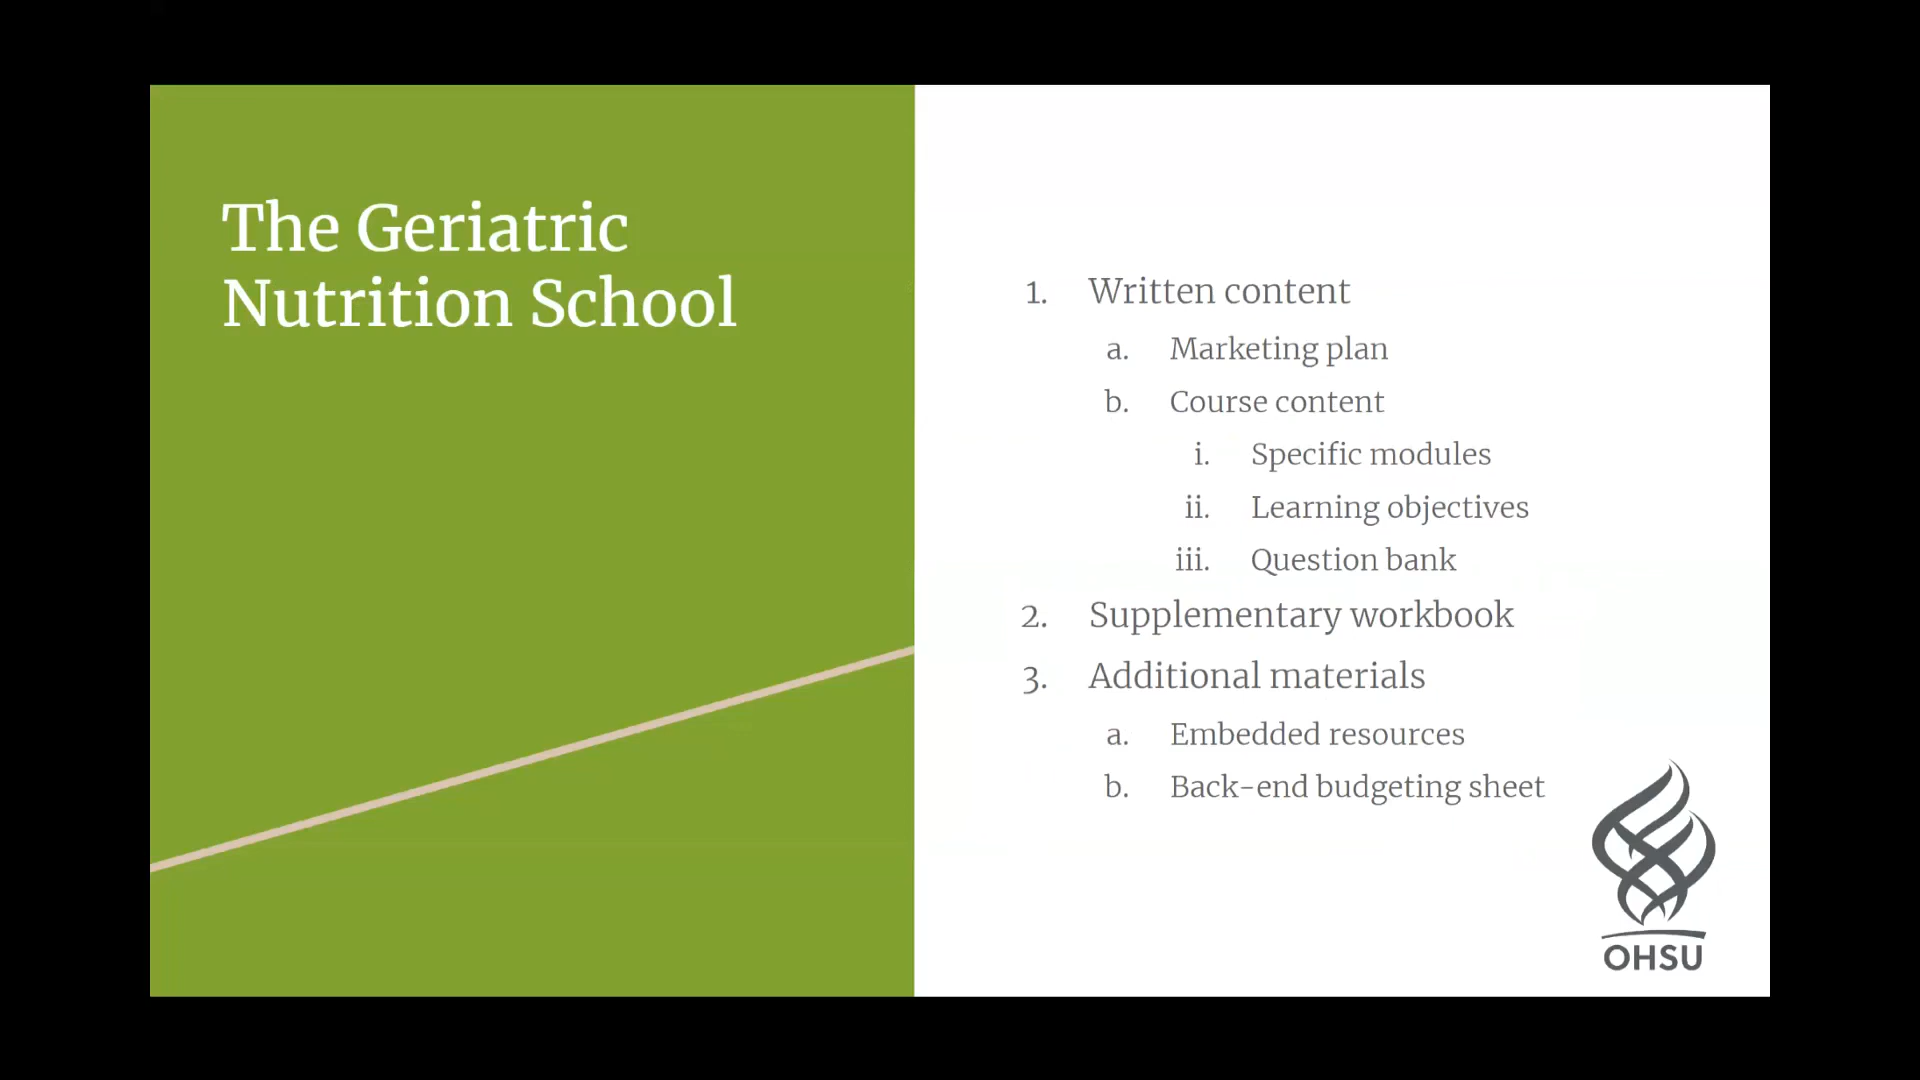 The Geriatric
Nutrition School
1. Written content
a. Marketing plan
b. Course content
i. Specific modules
ii. Learning objectives
iii. Question bank
2. Supplementary workbook
3. Additional materials
a. Embedded resources
b. Back-end budgeting sheet
OHSU